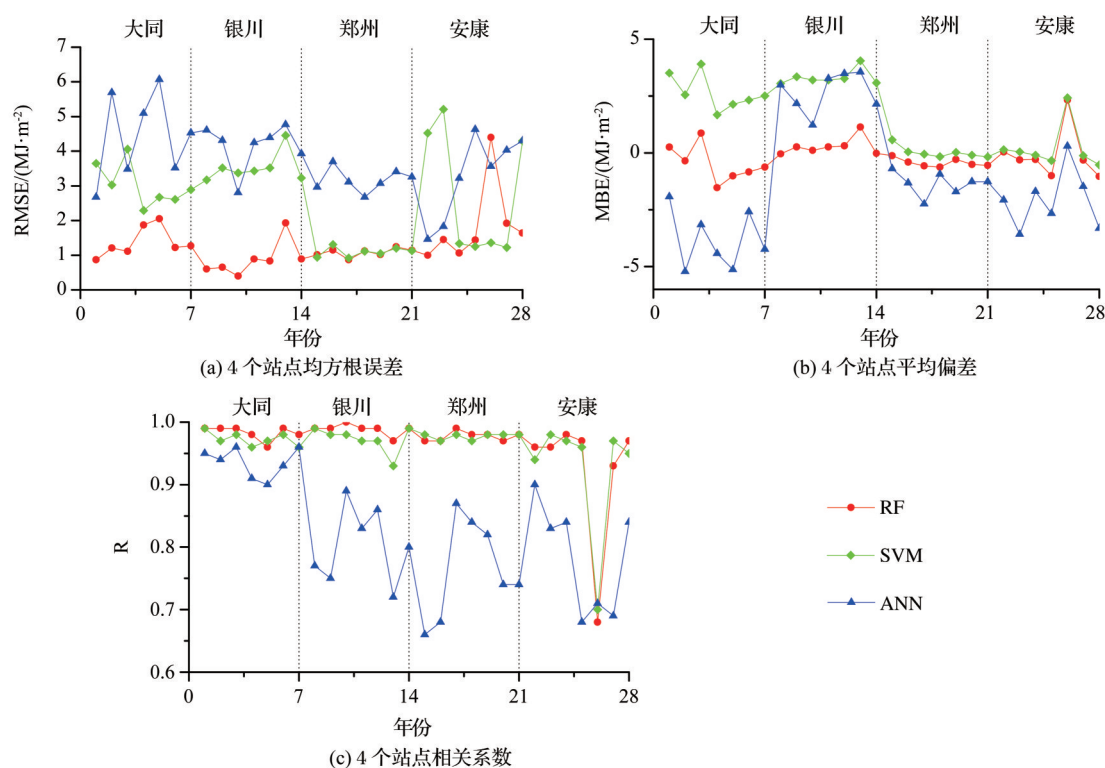 大同 银川 郑州 安康
7
6
5
4
3
2
1
0
RMSE/(MJ·m-2)
0 7 14 21 28
年份
(a) 4 个站点均方根误差
大同 银川 郑州 安康
5
0
-5
MBE/(MJ·m-2)
0 7 14 21 28
年份
(b) 4 个站点平均偏差
大同 银川 郑州 安康
1.0
0.9
0.8
0.7
0.6
R
0 7 14 21 28
年份
(c) 4 个站点相关系数
RF
SVM
ANN